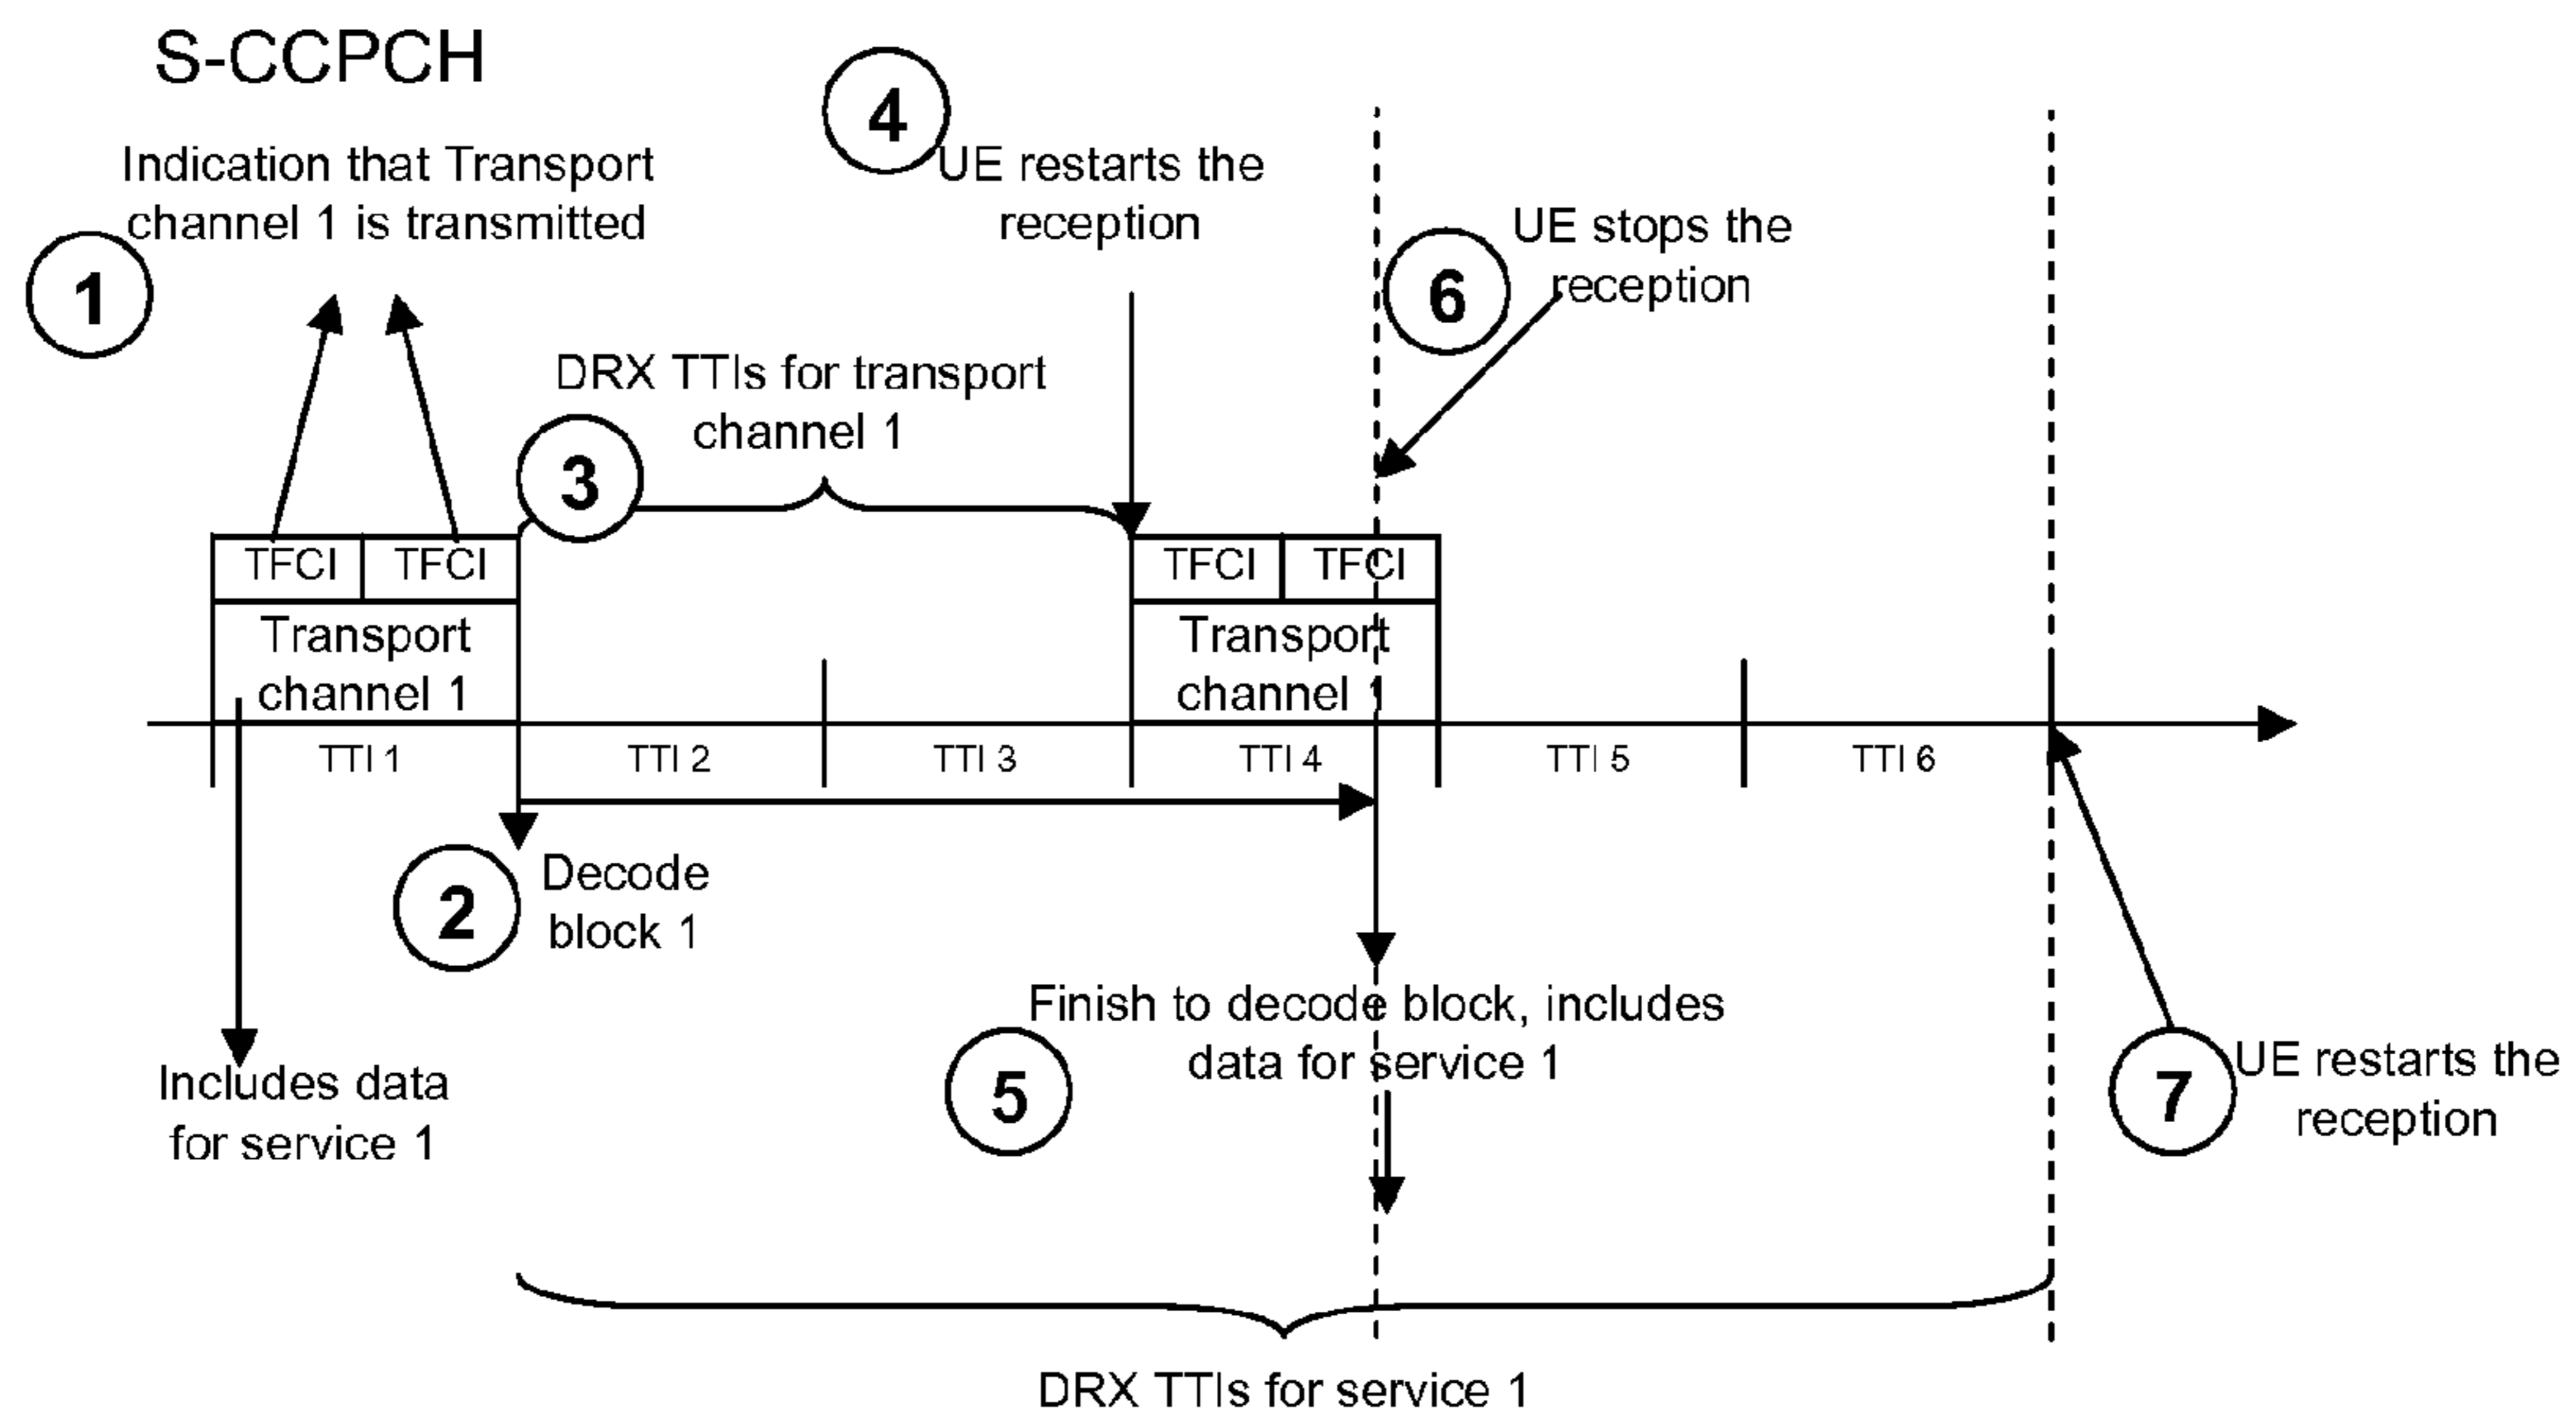 S-CCPCH
Indication that Transport
channel 1 is transmitted
1
4
UE restarts the
reception
UE stops the
reception
6
DRX TTIs for transport
channel 1
3
TFCI TFCI
Transport
channel 1
TFCI TFCI
Transport
channel 1
TTI 1 TTI 2 TTI 3 TTI 4 TTI 5 TTI 6
2
Decode
block 1
Includes data
for service 1
Finish to decode block, includes
data for service 1
5
7
UE restarts the
reception
DRX TTIs for service 1